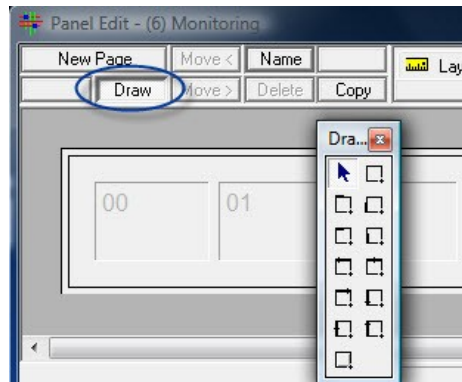 Panel Edit - (6) Monitoring
New Page Move < Name
Draw Move > Delete Copy
Dra...
00 01